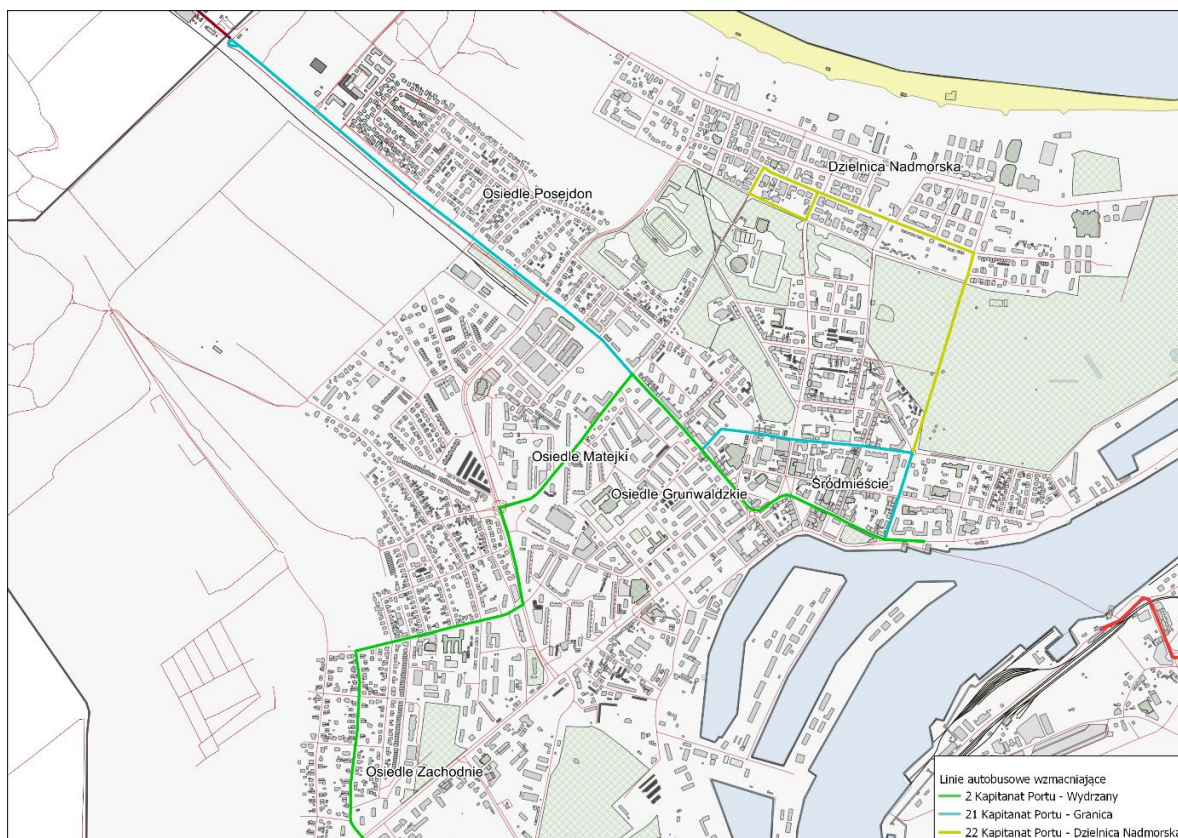 Dzielnica Nadmorska
Osiedle Posejdon
Osiedle Matejki
Osiedle Grunwaldzkie
Śródmieście
Osiedle Zachodnie
Linie autobusowe wzmacniające
2 Kapitanat Portu - Wydrzany
21 Kapitanat Portu - Granica
22 Kapitanat Portu - Dzielnica Nadmorska